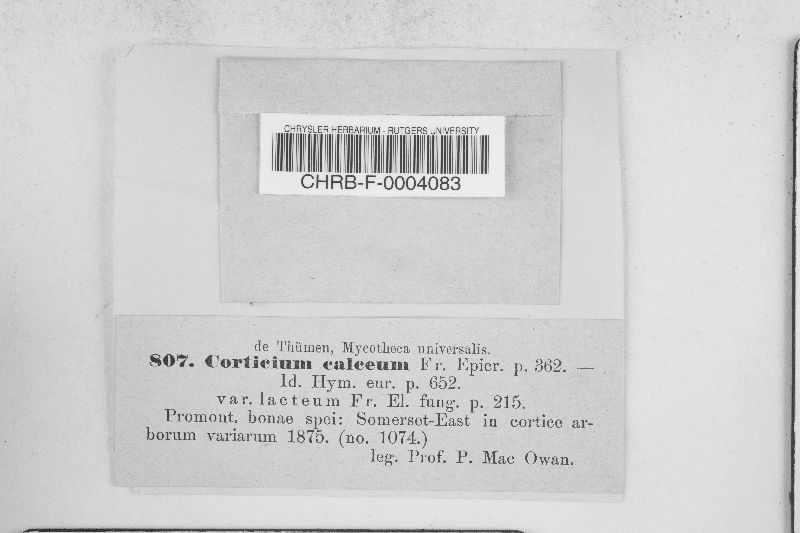 CHRYSLER HERBARIUM - RUTGERS UNIVERSITY
CHRB-F-0004083
de Thümen, Mycotheca universalis.
807. Corticium calceum Fr. Epicr. p. 362. —
Id. Hym. eur. p. 652.
var. lacteum Fr. El. fung. p. 215.
Promont. bonae spei: Somerset-East in cortice ar-
borum variarum 1875. (no. 1074.)
leg. Prof. P. Mac Owan.